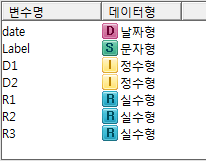 변수명 데이터형
date D 날짜형
Label S 문자형
D1 I 정수형
D2 I 정수형
R1 R 실수형
R2 R 실수형
R3 R 실수형